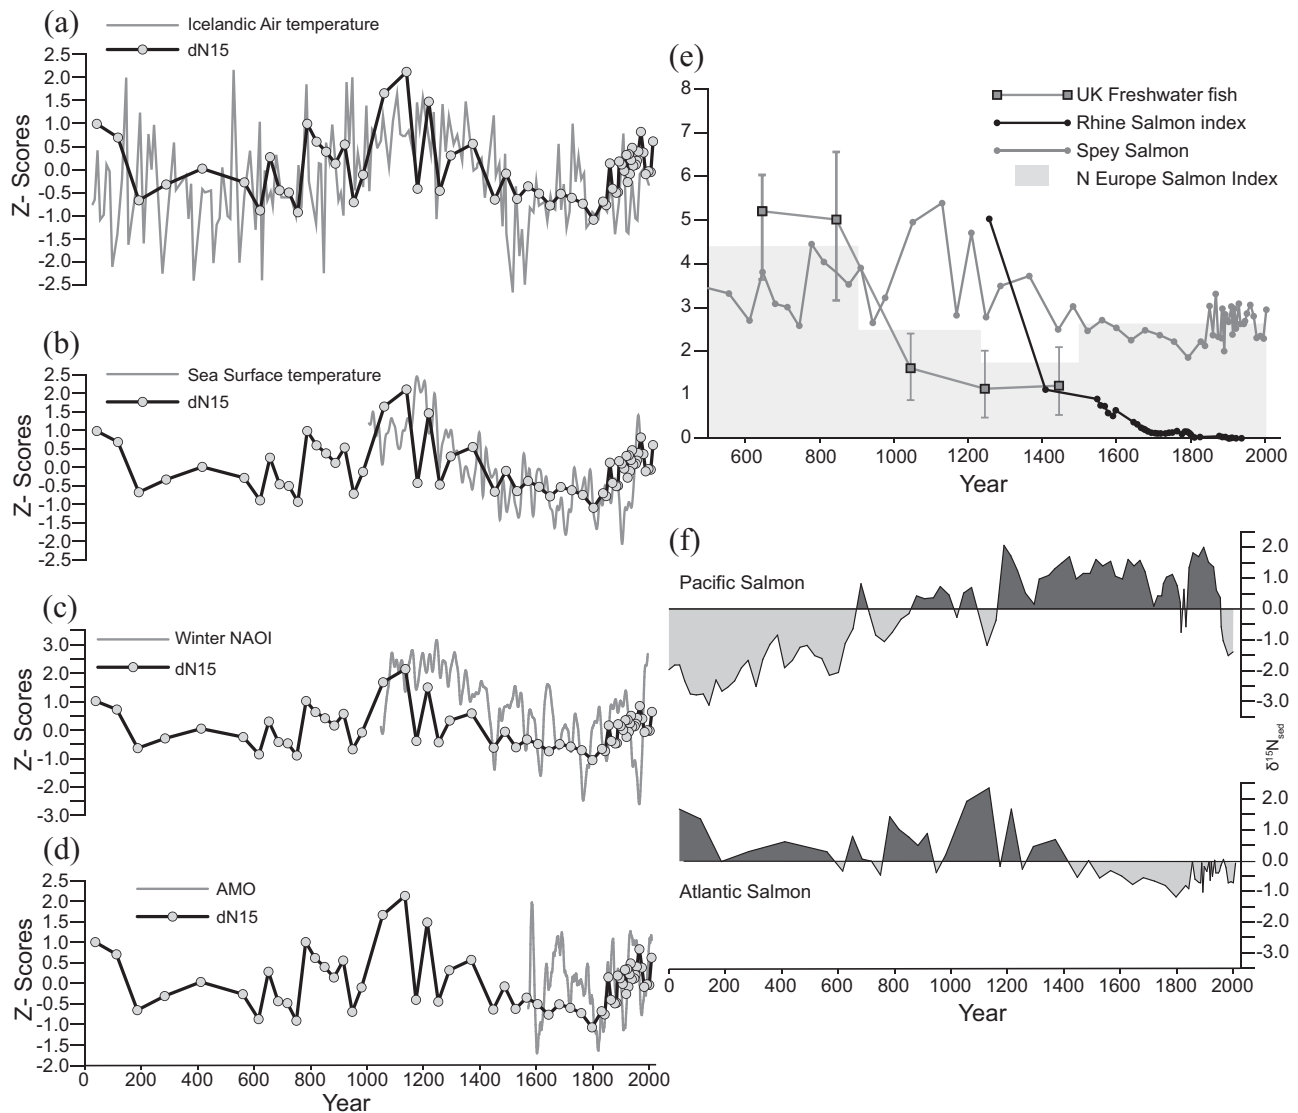 (a)
Icelandic Air temperature
dN15
2.5
2.0
1.5
1.0
0.5
0.0
-0.5
-1.0
-1.5
-2.0
-2.5
Z- Scores
(b)
Sea Surface temperature
dN15
2.5
2.0
1.5
1.0
0.5
0.0
-0.5
-1.0
-1.5
-2.0
-2.5
Z- Scores
(c)
Winter NAOI
dN15
3.0
2.0
1.0
0.0
-1.0
-2.0
-3.0
Z- Scores
(d)
AMO
dN15
2.5
2.0
1.5
1.0
0.5
0.0
-0.5
-1.0
-1.5
-2.0
Z- Scores
0 200 400 600 800 1000 1200 1400 1600 1800 2000
Year
(e)
UK Freshwater fish
Rhine Salmon index
Spey Salmon
N Europe Salmon Index
8
7
6
5
4
3
2
1
0
600 800 1000 1200 1400 1600 1800 2000
Year
(f)
Pacific Salmon
2.0
1.0
0.0
-1.0
-2.0
-3.0
δ15Nsed
Atlantic Salmon
2.0
1.0
0.0
-1.0
-2.0
-3.0
0 200 400 600 800 1000 1200 1400 1600 1800 2000
Year